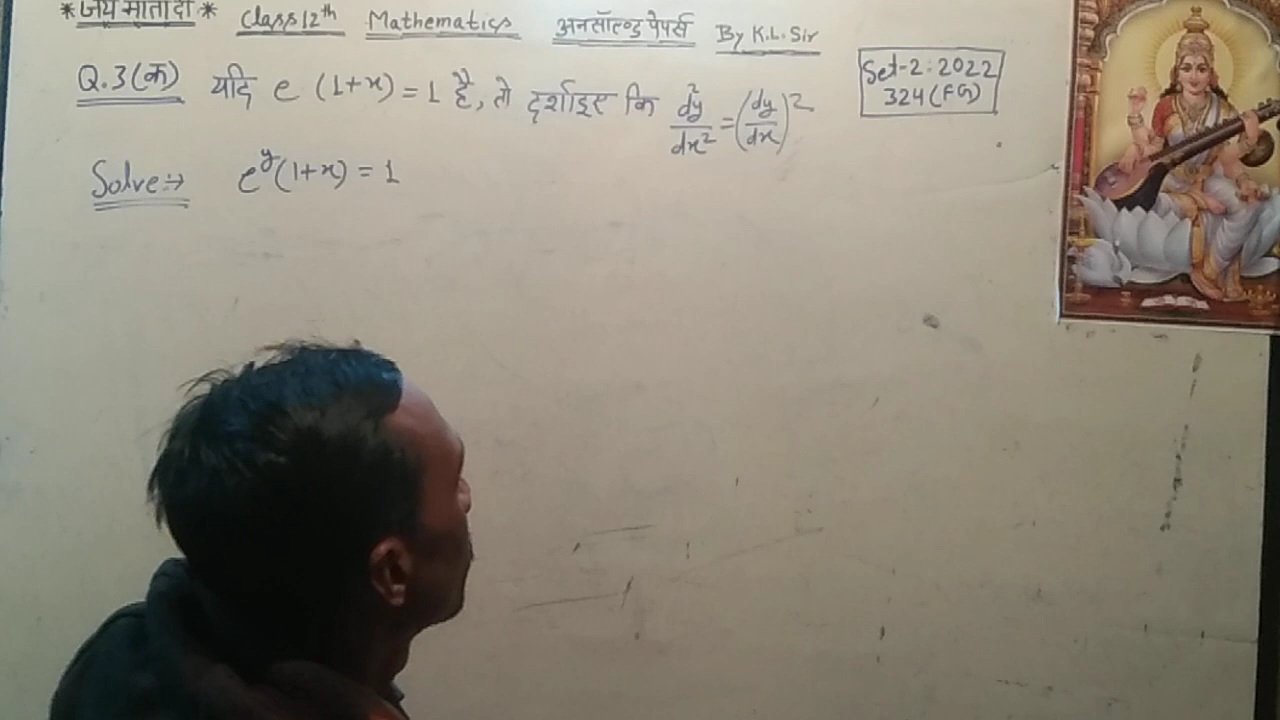 *जय माता दी* Class 12th Mathematics अनसॉल्वड पेपर्स By K.L. Sir
Q.3(क) यदि e (1+x) = 1 है, तो दर्शाइए कि d²y/dx² = (dy/dx)²
Set-2:2022
324(FG)
Solve:→ e^y(1+x) = 1